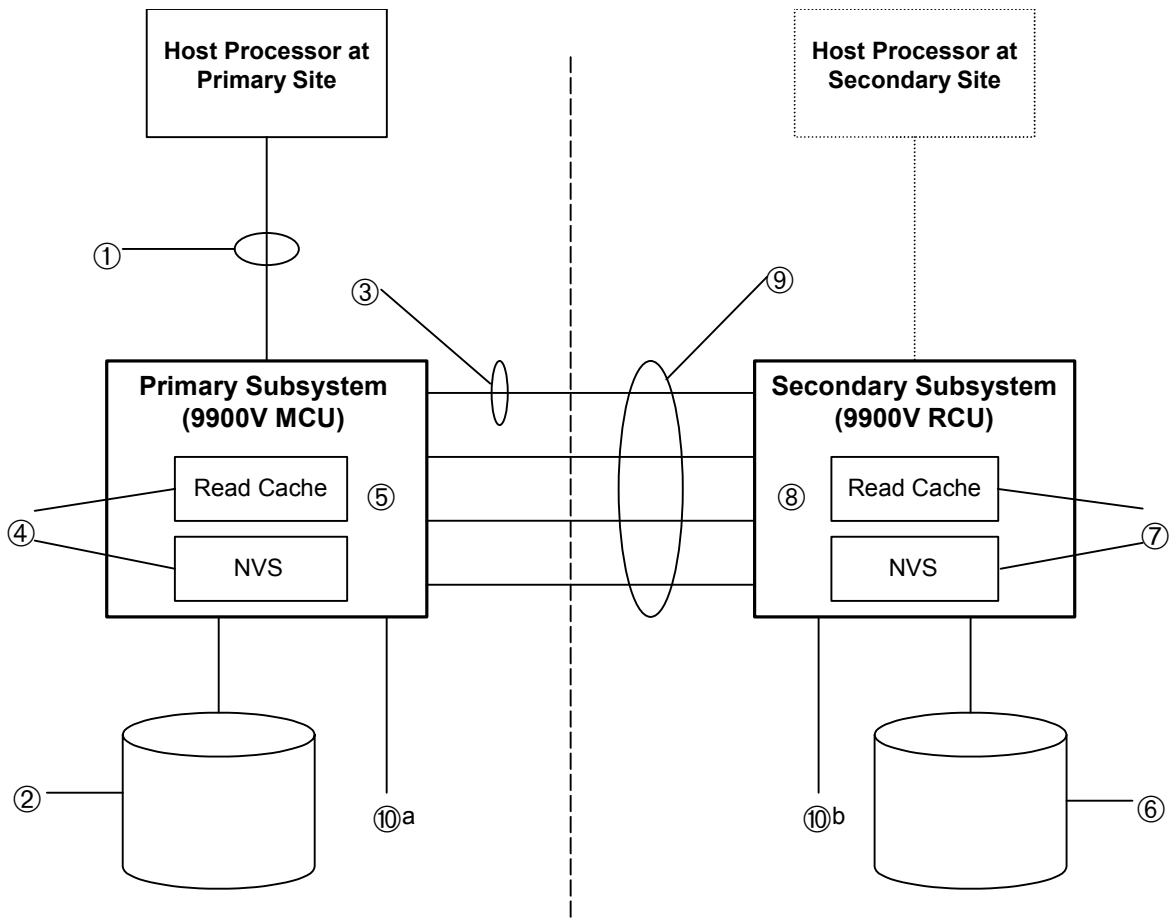 Host Processor at
Primary Site
Host Processor at
Secondary Site
①
③
⑨
Primary Subsystem
(9900V MCU)
Secondary Subsystem
(9900V RCU)
Read Cache
⑤
⑧
Read Cache
④
⑦
NVS
NVS
②
⑩a
⑩b
⑥